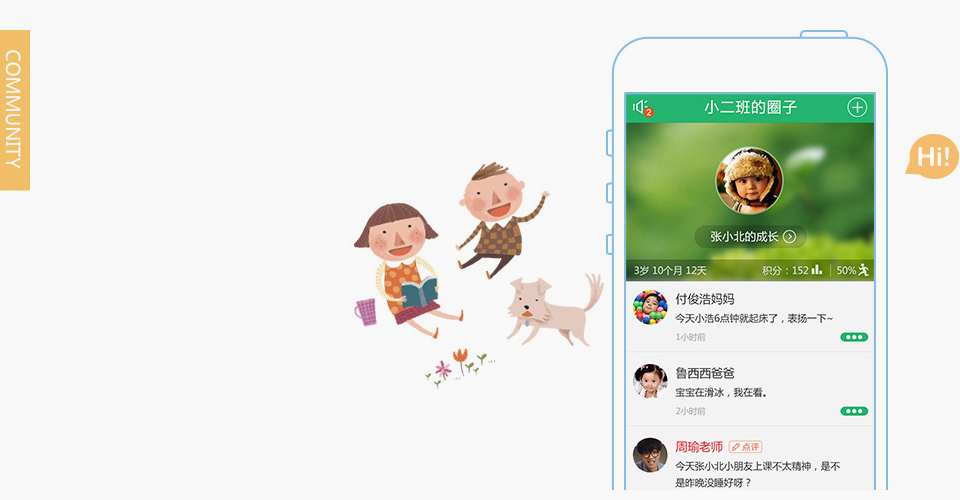 COMMUNITY
2
小二班的圈子
Hi!
张小北的成长
3岁 10个月 12天
积分：152
50%
付俊浩妈妈
今天小浩6点钟就起床了，表扬一下~
1小时前
鲁西西爸爸
宝宝在滑冰，我在看。
2小时前
周瑜老师 点评
今天张小北小朋友上课不太精神，是不
是昨晚没睡好呀？